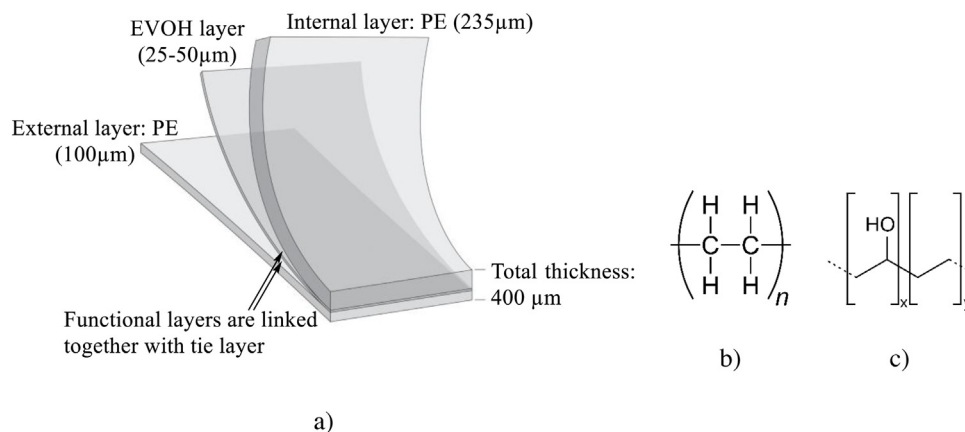 EVOH layer
(25-50µm)
Internal layer: PE (235µm)
External layer: PE
(100µm)
Total thickness:
400 µm
Functional layers are linked
together with tie layer
a)
H H
C C
H H
n
b)
HO
x
c)